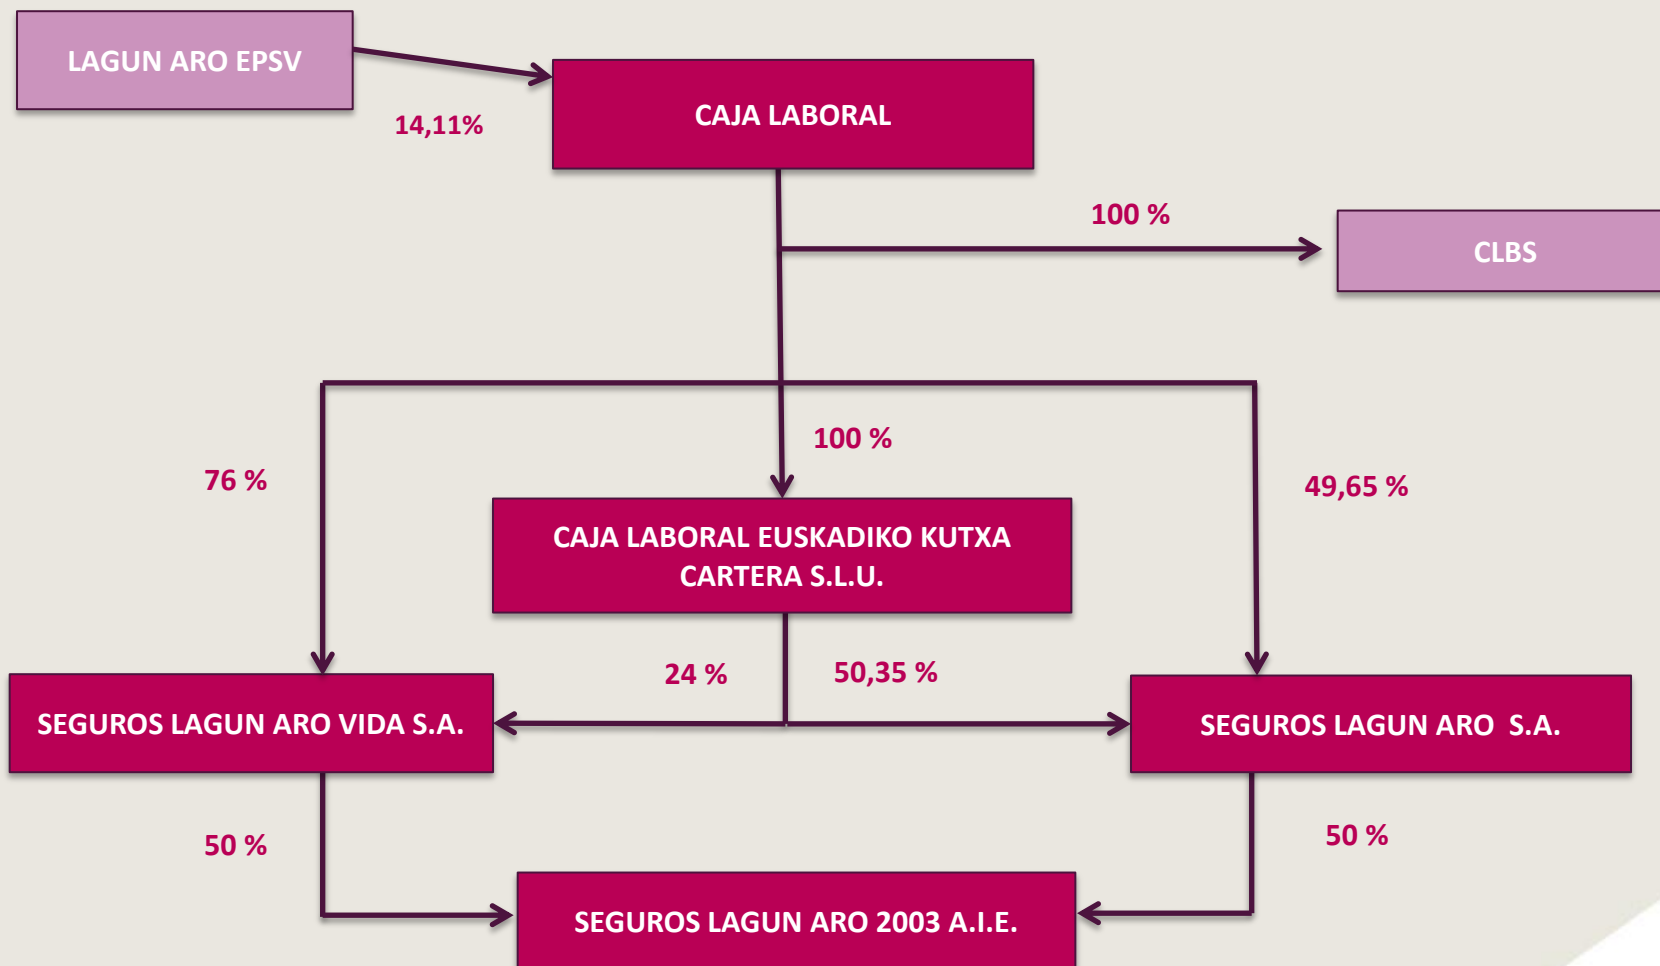 LAGUN ARO EPSV
14,11%
CAJA LABORAL
100 %
CLBS
76 %
100 %
49,65 %
CAJA LABORAL EUSKADIKO KUTXA
CARTERA S.L.U.
24 %
50,35 %
SEGUROS LAGUN ARO VIDA S.A.
SEGUROS LAGUN ARO S.A.
50 %
50 %
SEGUROS LAGUN ARO 2003 A.I.E.